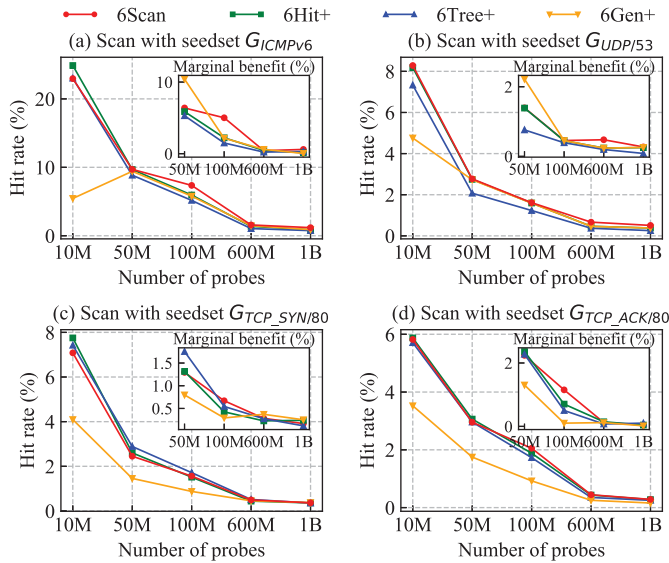 6Scan 6Hit+ 6Tree+ 6Gen+
(a) Scan with seedset G_ICMPv6
Hit rate (%)
20
10
0
Marginal benefit (%)
10
0
50M 100M 600M 1B
10M 50M 100M 600M 1B
Number of probes
(b) Scan with seedset G_UDP/53
Hit rate (%)
8
6
4
2
0
Marginal benefit (%)
2
0
50M 100M 600M 1B
10M 50M 100M 600M 1B
Number of probes
(c) Scan with seedset G_TCP_SYN/80
Hit rate (%)
8
6
4
2
0
Marginal benefit (%)
1.5
1.0
0.5
50M 100M 600M 1B
10M 50M 100M 600M 1B
Number of probes
(d) Scan with seedset G_TCP_ACK/80
Hit rate (%)
6
4
2
0
Marginal benefit (%)
2
0
50M 100M 600M 1B
10M 50M 100M 600M 1B
Number of probes